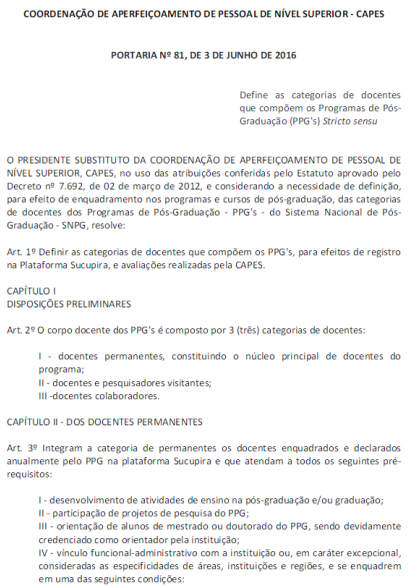 COORDENAÇÃO DE APERFEIÇOAMENTO DE PESSOAL DE NÍVEL SUPERIOR - CAPES
PORTARIA Nº 81, DE 3 DE JUNHO DE 2016
Define as categorias de docentes
que compõem os Programas de Pós-
Graduação (PPG's) Stricto sensu
O PRESIDENTE SUBSTITUTO DA COORDENAÇÃO DE APERFEIÇOAMENTO DE PESSOAL DE
NÍVEL SUPERIOR, CAPES, no uso das atribuições conferidas pelo Estatuto aprovado pelo
Decreto nº 7.692, de 02 de março de 2012, e considerando a necessidade de definição,
para efeito de enquadramento nos programas e cursos de pós-graduação, das categorias
de docentes dos Programas de Pós-Graduação - PPG's - do Sistema Nacional de Pós-
Graduação - SNPG, resolve:
Art. 1º Definir as categorias de docentes que compõem os PPG's, para efeitos de registro
na Plataforma Sucupira, e avaliações realizadas pela CAPES.
CAPÍTULO I
DISPOSIÇÕES PRELIMINARES
Art. 2º O corpo docente dos PPG's é composto por 3 (três) categorias de docentes:
I - docentes permanentes, constituindo o núcleo principal de docentes do
programa;
II - docentes e pesquisadores visitantes;
III -docentes colaboradores.
CAPÍTULO II - DOS DOCENTES PERMANENTES
Art. 3º Integram a categoria de permanentes os docentes enquadrados e declarados
anualmente pelo PPG na plataforma Sucupira e que atendam a todos os seguintes pré-
requisitos:
I - desenvolvimento de atividades de ensino na pós-graduação e/ou graduação;
II - participação de projetos de pesquisa do PPG;
III - orientação de alunos de mestrado ou doutorado do PPG, sendo devidamente
credenciado como orientador pela instituição;
IV - vínculo funcional-administrativo com a instituição ou, em caráter excepcional,
consideradas as especificidades de áreas, instituições e regiões, e se enquadrem
em uma das seguintes condições: